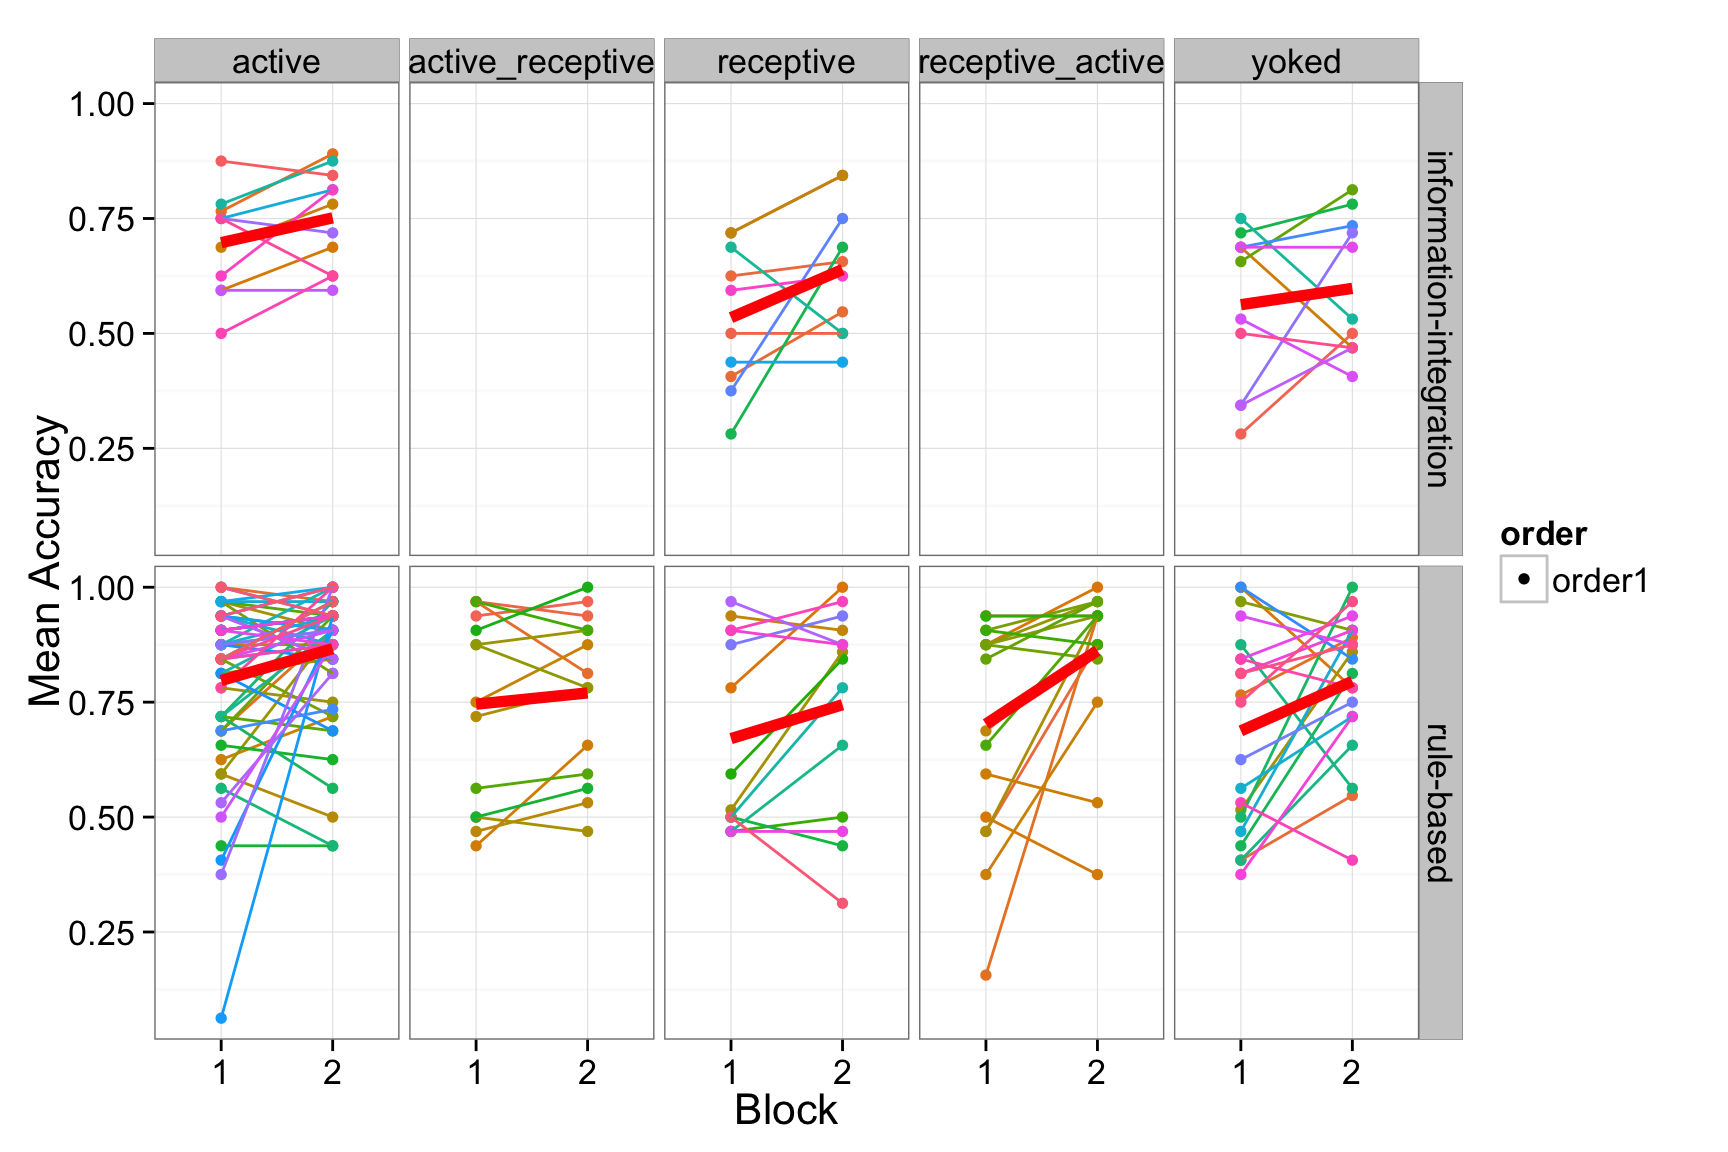 active
active_receptive
receptive
receptive_active
yoked
1.00
0.75
0.50
0.25
information-integration
1.00
0.75
0.50
0.25
rule-based
Mean Accuracy
order
order1
1 2 1 2 1 2 1 2 1 2
Block